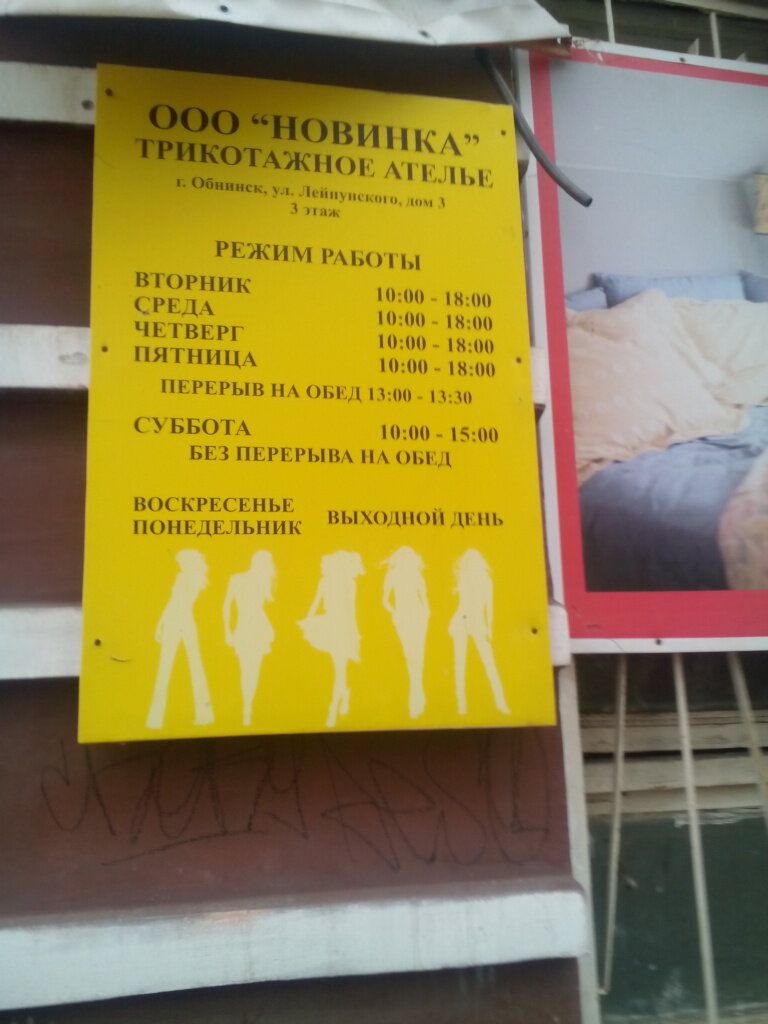 ООО “НОВИНКА”
ТРИКОТАЖНОЕ АТЕЛЬЕ
г. Обнинск, ул. Лейпунского, дом 3
3 этаж
РЕЖИМ РАБОТЫ
ВТОРНИК 10:00 - 18:00
СРЕДА 10:00 - 18:00
ЧЕТВЕРГ 10:00 - 18:00
ПЯТНИЦА 10:00 - 18:00
ПЕРЕРЫВ НА ОБЕД 13:00 - 13:30
СУББОТА 10:00 - 15:00
БЕЗ ПЕРЕРЫВА НА ОБЕД
ВОСКРЕСЕНЬЕ
ПОНЕДЕЛЬНИК ВЫХОДНОЙ ДЕНЬ